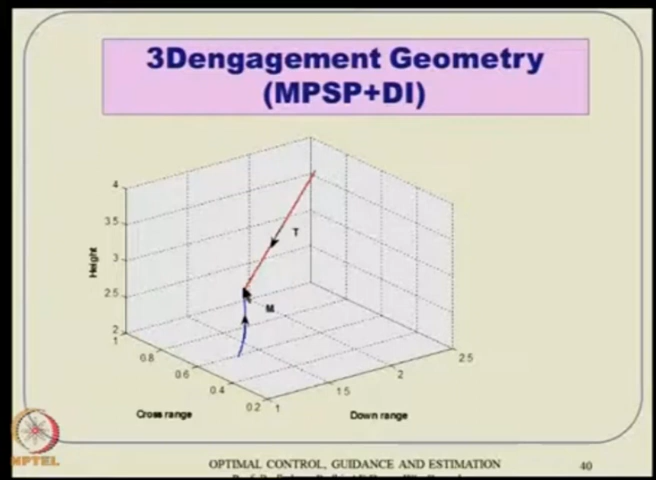 3Dengagement Geometry
(MPSP+DI)
4
3.5
3
2.5
2
Height
T
M
1
0.8
0.6
0.4
0.2
1
1.5
2
2.5
Cross range
Down range
NPTEL
OPTIMAL CONTROL, GUIDANCE AND ESTIMATION
40